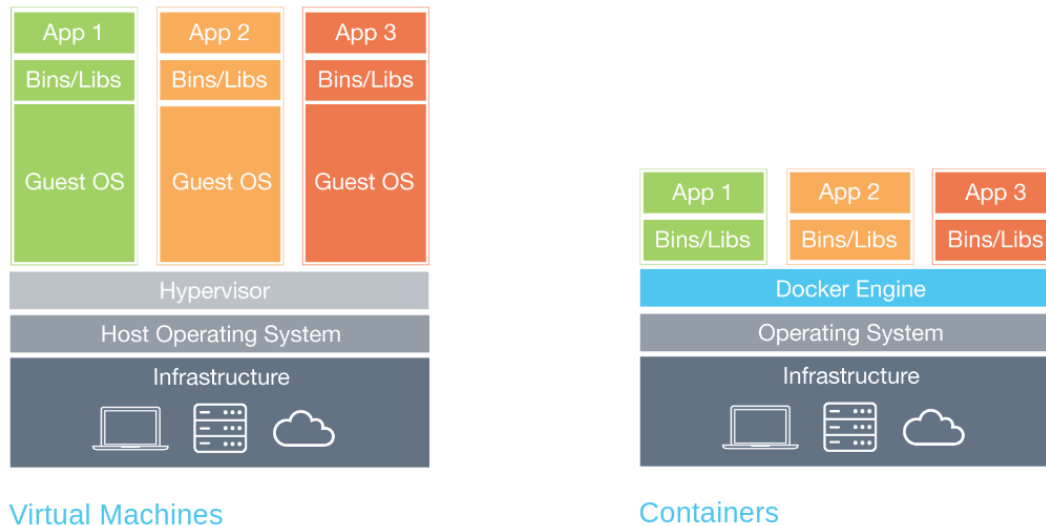 App 1
App 2
App 3
Bins/Libs
Bins/Libs
Bins/Libs
Guest OS
Guest OS
Guest OS
Hypervisor
Host Operating System
Infrastructure
Virtual Machines
App 1
App 2
App 3
Bins/Libs
Bins/Libs
Bins/Libs
Docker Engine
Operating System
Infrastructure
Containers